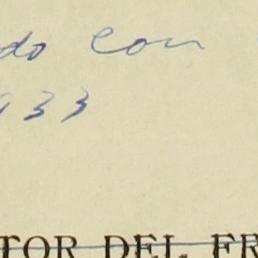 do con
933
TOR DEL FR